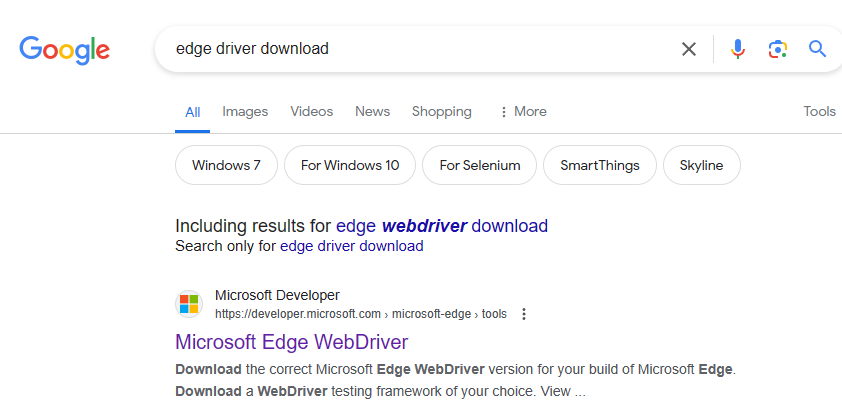 Google
edge driver download
All Images Videos News Shopping More Tools
Windows 7 For Windows 10 For Selenium SmartThings Skyline
Including results for edge webdriver download
Search only for edge driver download
Microsoft Developer
https://developer.microsoft.com › microsoft-edge › tools
Microsoft Edge WebDriver
Download the correct Microsoft Edge WebDriver version for your build of Microsoft Edge.
Download a WebDriver testing framework of your choice. View ...